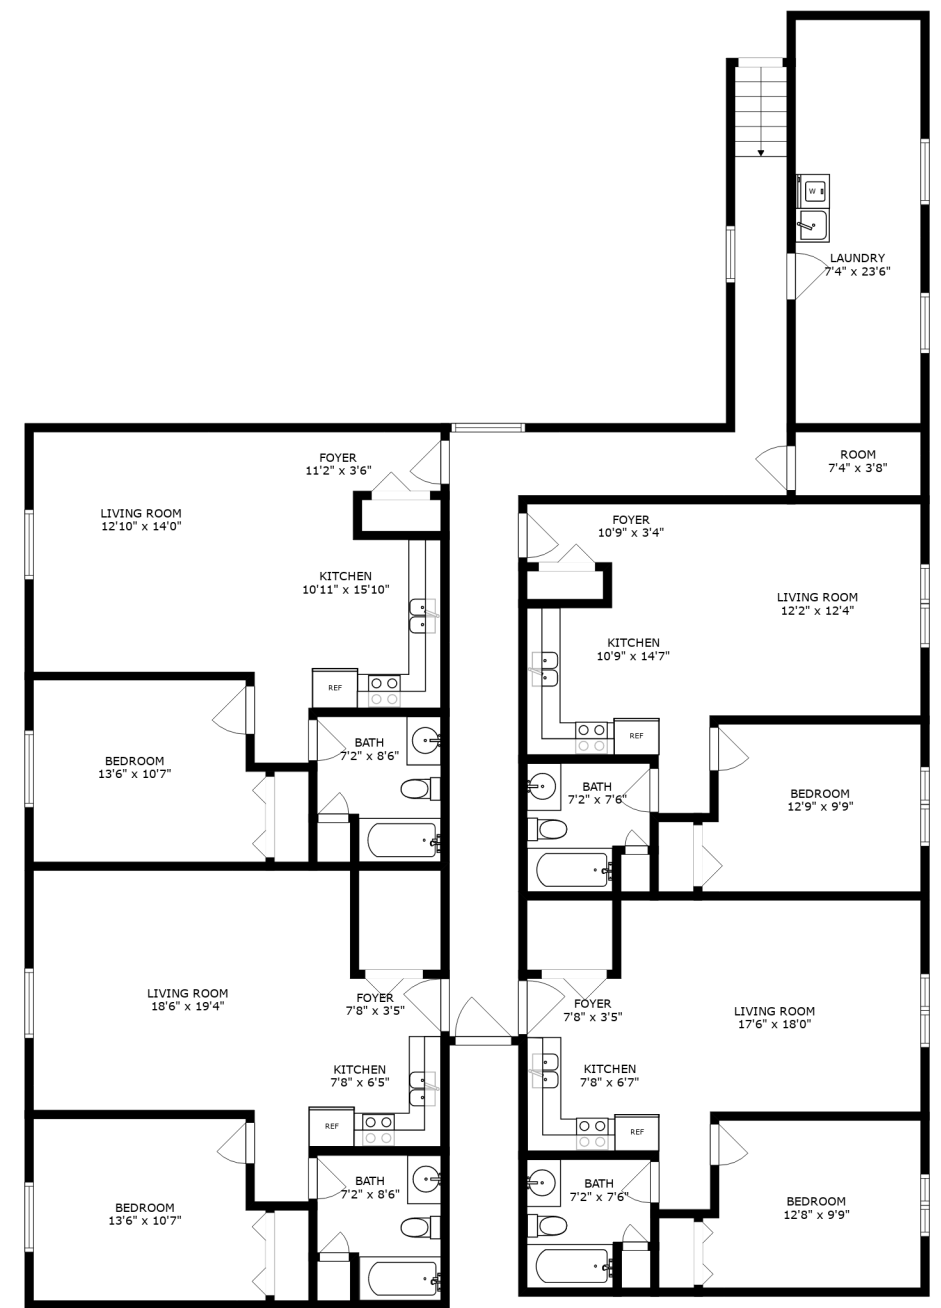 W
LAUNDRY
7'4" x 23'6"
ROOM
7'4" x 3'8"
FOYER
11'2" x 3'6"
LIVING ROOM
12'10" x 14'0"
KITCHEN
10'11" x 15'10"
REF
FOYER
10'9" x 3'4"
LIVING ROOM
12'2" x 12'4"
KITCHEN
10'9" x 14'7"
REF
BEDROOM
13'6" x 10'7"
BATH
7'2" x 8'6"
BATH
7'2" x 7'6"
BEDROOM
12'9" x 9'9"
LIVING ROOM
18'6" x 19'4"
FOYER
7'8" x 3'5"
KITCHEN
7'8" x 6'5"
REF
FOYER
7'8" x 3'5"
LIVING ROOM
17'6" x 18'0"
KITCHEN
7'8" x 6'7"
REF
BEDROOM
13'6" x 10'7"
BATH
7'2" x 8'6"
BATH
7'2" x 7'6"
BEDROOM
12'8" x 9'9"